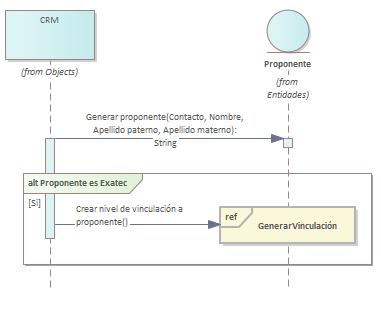 CRM
(from Objects)
Proponente
(from
Entidades)
Generar proponente(Contacto, Nombre,
Apellido paterno, Apellido materno):
String
alt Proponente es Exatec
[Si]
Crear nivel de vinculación a
proponente()
ref
GenerarVinculación